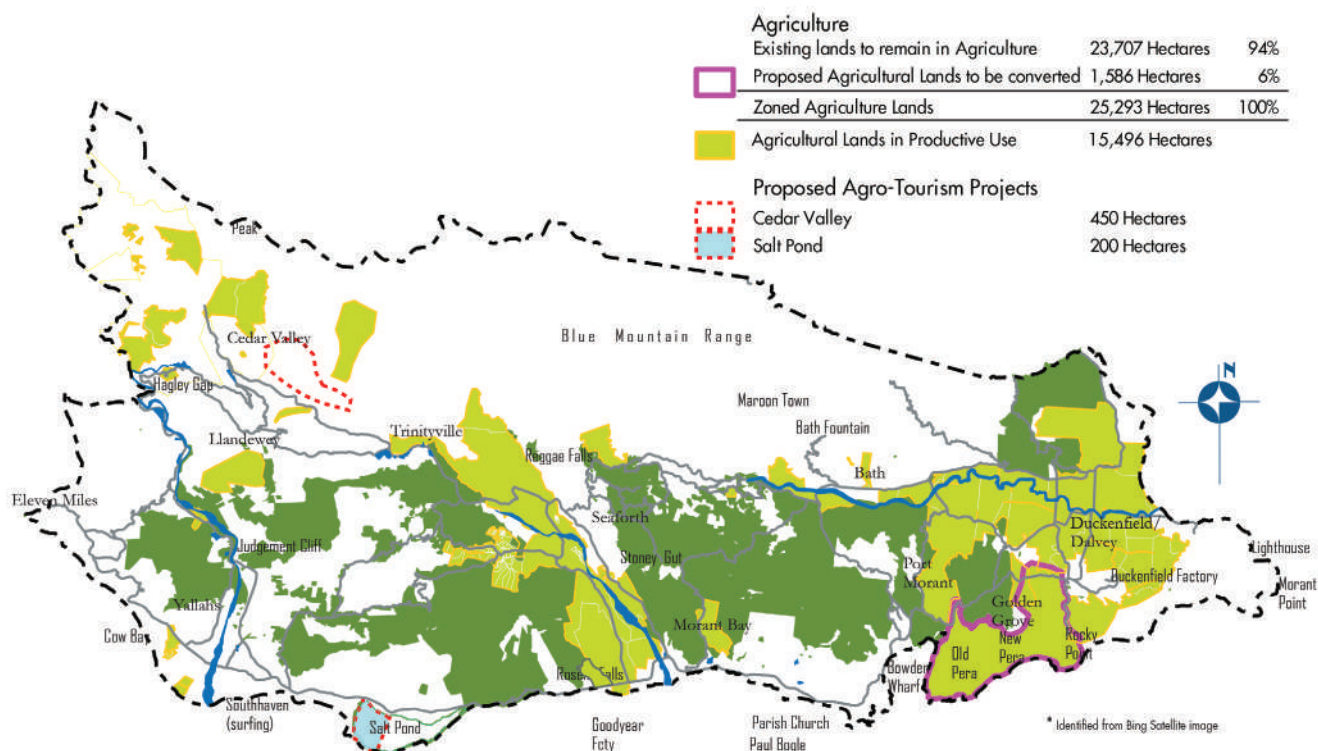 Agriculture
Existing lands to remain in Agriculture 23,707 Hectares 94%
Proposed Agricultural Lands to be converted 1,586 Hectares 6%
Zoned Agriculture Lands 25,293 Hectares 100%
Agricultural Lands in Productive Use 15,496 Hectares
Proposed Agro-Tourism Projects
Cedar Valley 450 Hectares
Salt Pond 200 Hectares
Peak
Blue Mountain Range
N
Cedar Valley
Hagley Gap
Maroon Town
Bath Fountain
Llandewey
Trinityville
Reggae Falls
Bath
Eleven Miles
Seaforth
Judgement Cliff
Stoney Gut
Duckenfield/
Dalvey
Lighthouse
Port
Morant
Duckenfield Factory
Morant
Point
Yallahs
Cow Bay
Morant Bay
Golden
Grove
New
Pera
Rocky
Point
Old
Pera
Bowden
Wharf
Falls
Southhaven
(surfing)
Salt Pond
Goodyear
Fcty
Parish Church
Paul Bogle
* Identified from Bing Satellite image